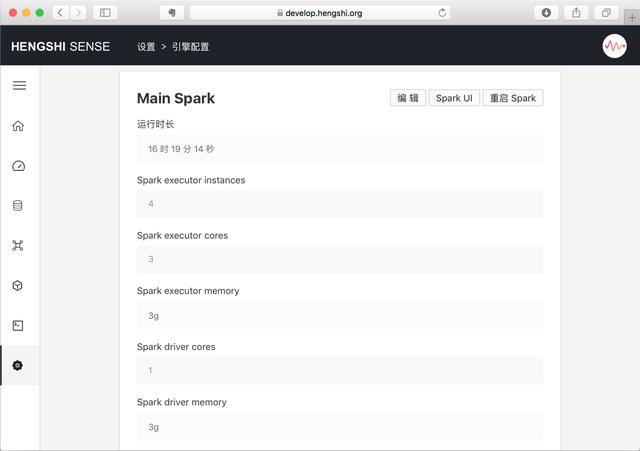 develop.hengshi.org
HENGSHI SENSE
设置 > 引擎配置
Main Spark
编 辑
Spark UI
重启 Spark
运行时长
16 时 19 分 14 秒
Spark executor instances
4
Spark executor cores
3
Spark executor memory
3g
Spark driver cores
1
Spark driver memory
3g